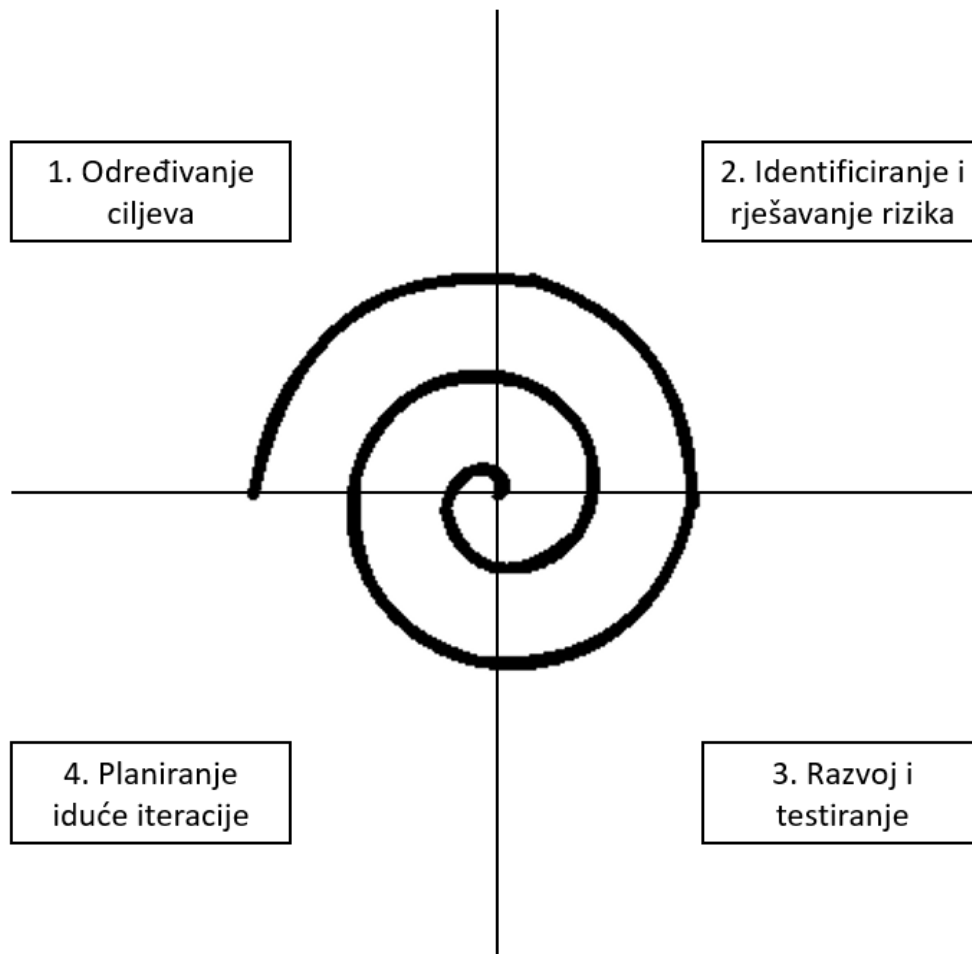 1. Određivanje
ciljeva
2. Identificiranje i
rješavanje rizika
4. Planiranje
iduće iteracije
3. Razvoj i
testiranje